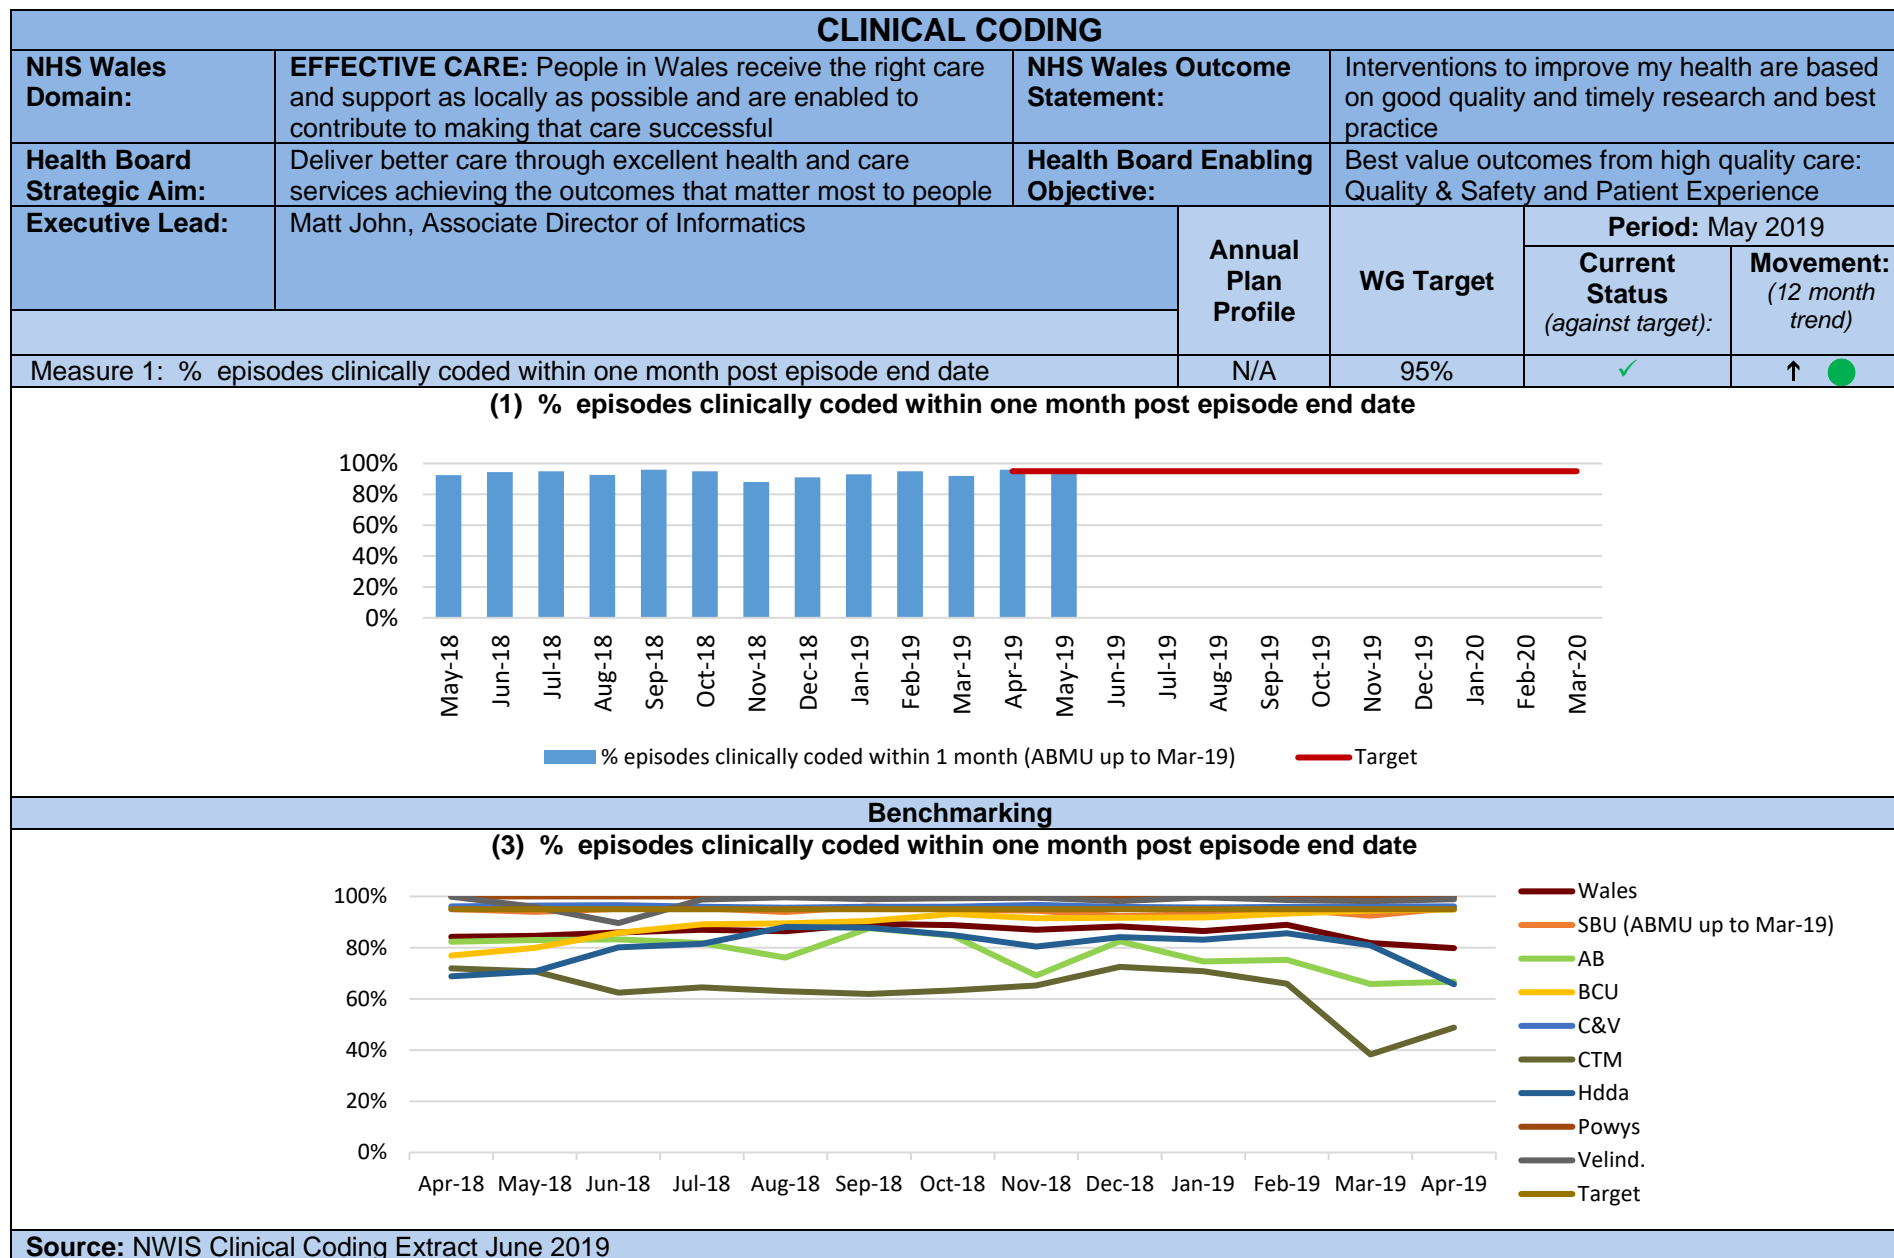 CLINICAL CODING
NHS Wales
Domain:
EFFECTIVE CARE: People in Wales receive the right care
and support as locally as possible and are enabled to
contribute to making that care successful
NHS Wales Outcome
Statement:
Interventions to improve my health are based
on good quality and timely research and best
practice
Health Board
Strategic Aim:
Deliver better care through excellent health and care
services achieving the outcomes that matter most to people
Health Board Enabling
Objective:
Best value outcomes from high quality care:
Quality & Safety and Patient Experience
Executive Lead:
Matt John, Associate Director of Informatics
Annual
Plan
Profile
WG Target
Period: May 2019
Current
Status
(against target):
Movement:
(12 month
trend)
Measure 1: % episodes clinically coded within one month post episode end date
N/A
95%
✓
↑
(1) % episodes clinically coded within one month post episode end date
100%
80%
60%
40%
20%
0%
May-18
Jun-18
Jul-18
Aug-18
Sep-18
Oct-18
Nov-18
Dec-18
Jan-19
Feb-19
Mar-19
Apr-19
May-19
Jun-19
Jul-19
Aug-19
Sep-19
Oct-19
Nov-19
Dec-19
Jan-20
Feb-20
Mar-20
% episodes clinically coded within 1 month (ABMU up to Mar-19)
Target
Benchmarking
(3) % episodes clinically coded within one month post episode end date
100%
80%
60%
40%
20%
0%
Apr-18 May-18 Jun-18 Jul-18 Aug-18 Sep-18 Oct-18 Nov-18 Dec-18 Jan-19 Feb-19 Mar-19 Apr-19
Wales
SBU (ABMU up to Mar-19)
AB
BCU
C&V
CTM
Hdda
Powys
Velind.
Target
Source: NWIS Clinical Coding Extract June 2019